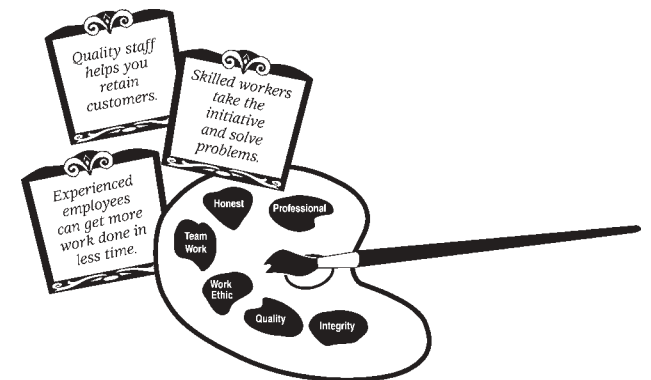 Quality staff
helps you
retain
customers.
Skilled workers
take the
initiative
and solve
problems.
Experienced
employees
can get more
work done in
less time.
Honest
Professional
Team
Work
Work
Ethic
Quality
Integrity